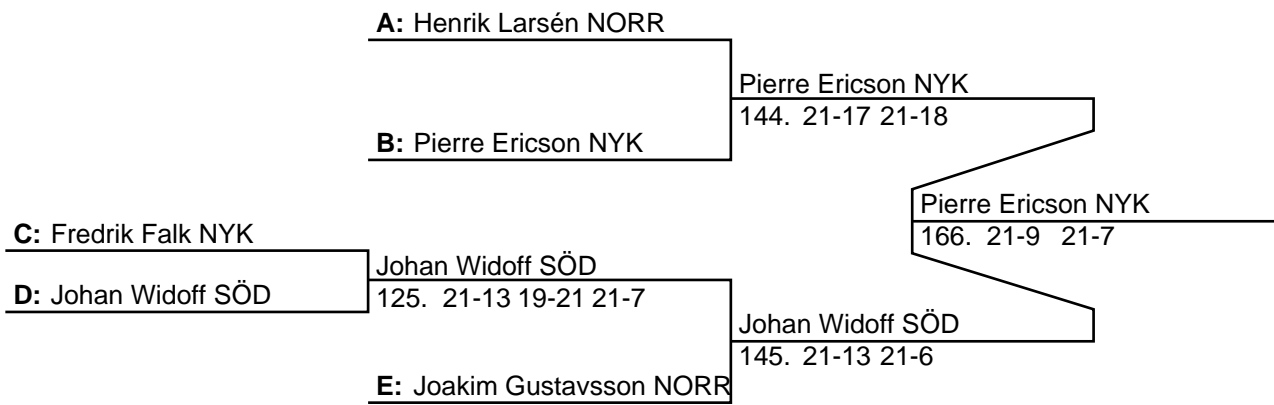 A: Henrik Larsén NORR
Pierre Ericson NYK
144. 21-17 21-18
B: Pierre Ericson NYK
Pierre Ericson NYK
166. 21-9 21-7
C: Fredrik Falk NYK
Johan Widoff SÖD
125. 21-13 19-21 21-7
D: Johan Widoff SÖD
Johan Widoff SÖD
145. 21-13 21-6
E: Joakim Gustavsson NORR